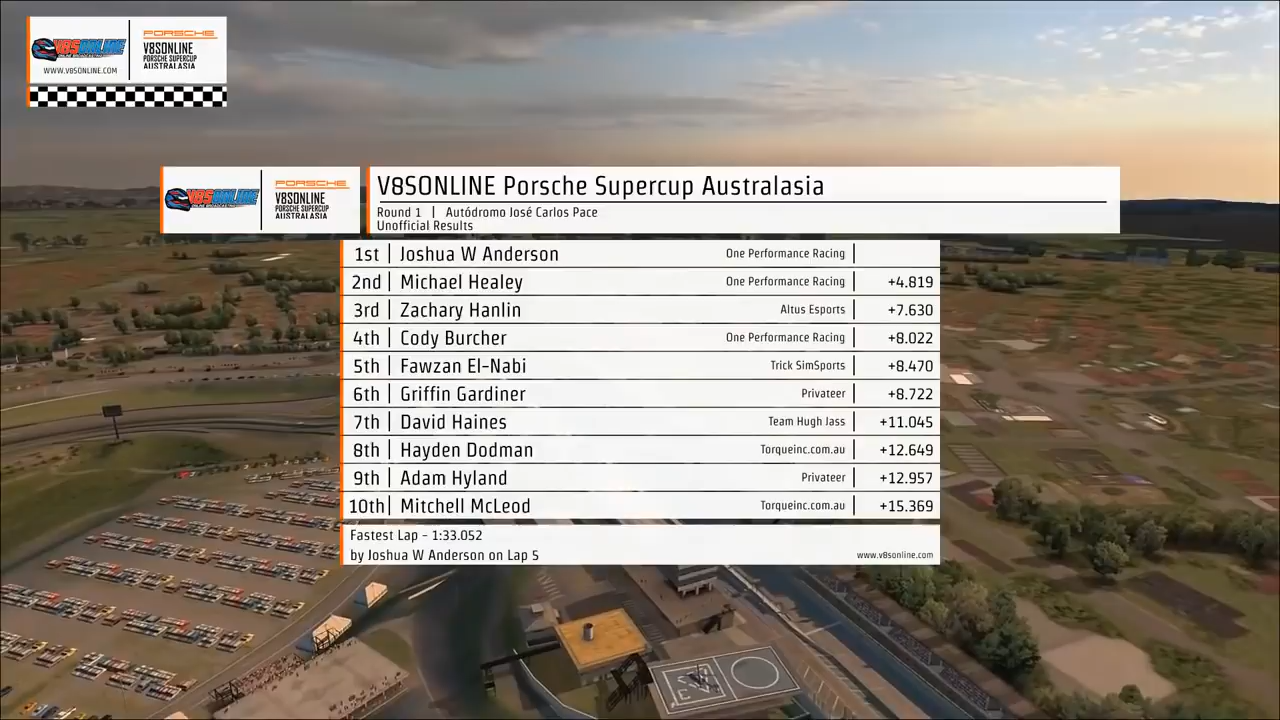 V8SONLINE
ONLINE BROADCASTING
WWW.V8SONLINE.COM
PORSCHE
V8SONLINE
PORSCHE SUPERCUP
AUSTRALASIA
V8SONLINE
PORSCHE
V8SONLINE
PORSCHE SUPERCUP
AUSTRALASIA
V8SONLINE Porsche Supercup Australasia
Round 1 | Autódromo José Carlos Pace
Unofficial Results
1st | Joshua W Anderson One Performance Racing |
2nd | Michael Healey One Performance Racing | +4.819
3rd | Zachary Hanlin Altus Esports | +7.630
4th | Cody Burcher One Performance Racing | +8.022
5th | Fawzan El-Nabi Trick SimSports | +8.470
6th | Griffin Gardiner Privateer | +8.722
7th | David Haines Team Hugh Jass | +11.045
8th | Hayden Dodman Torqueinc.com.au | +12.649
9th | Adam Hyland Privateer | +12.957
10th | Mitchell McLeod Torqueinc.com.au | +15.369
Fastest Lap - 1:33.052
by Joshua W Anderson on Lap 5
www.v8sonline.com